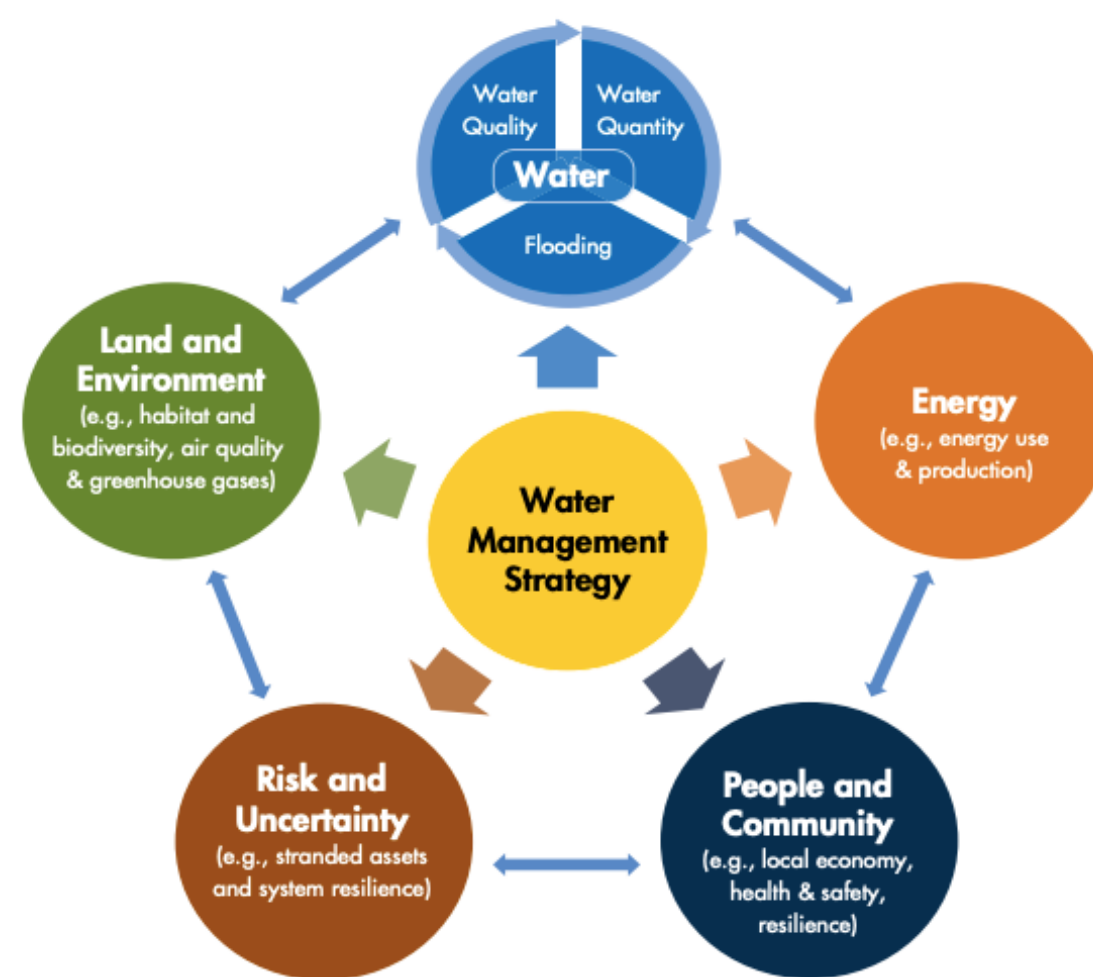 Water
Quality
Water
Quantity
Water
Flooding
Land and
Environment
(e.g., habitat and
biodiversity, air quality
& greenhouse gases)
Energy
(e.g., energy use
& production)
Water
Management
Strategy
Risk and
Uncertainty
(e.g., stranded assets
and system resilience)
People and
Community
(e.g., local economy,
health & safety,
resilience)